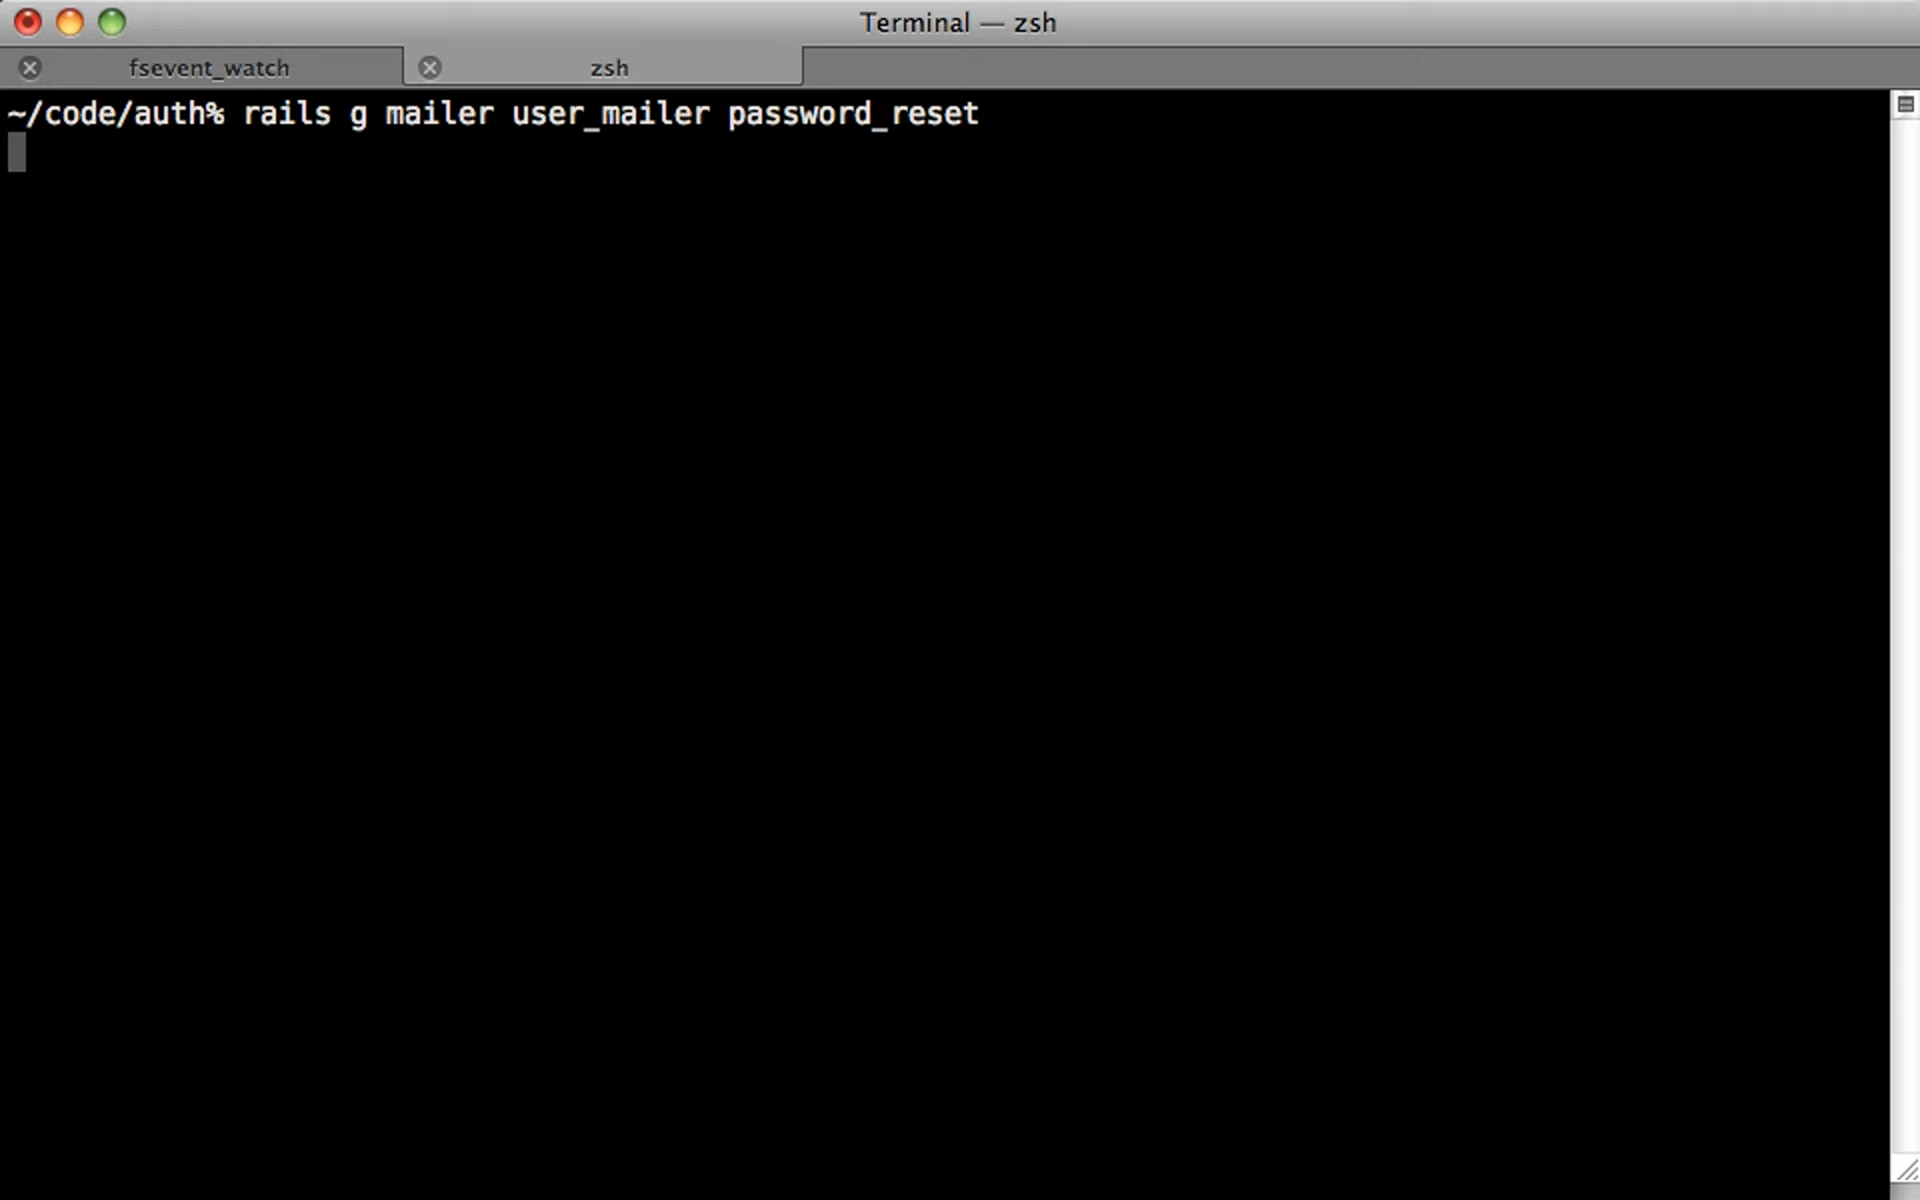 Terminal — zsh
fsevent_watch
zsh
~/code/auth% rails g mailer user_mailer password_reset